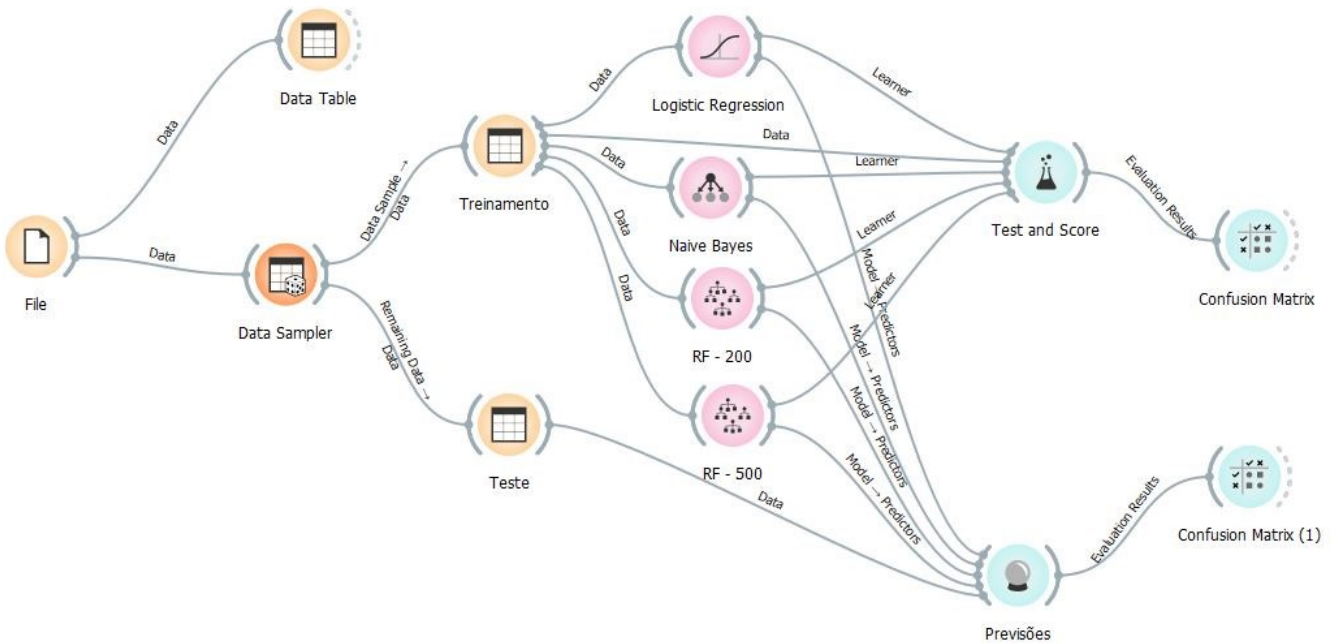 Data Table
File
Data
Data
Data Sampler
Data Sample →
Data
Remaining Data →
Data
Treinamento
Teste
Data
Data
Data
Data
Data
Data
Logistic Regression
Naive Bayes
RF - 200
RF - 500
Learner
Learner
Learner
Learner
Model → Predictors
Model → Predictors
Model → Predictors
Model → Predictors
Test and Score
Evaluation Results
Confusion Matrix
Previsões
Evaluation Results
Confusion Matrix (1)